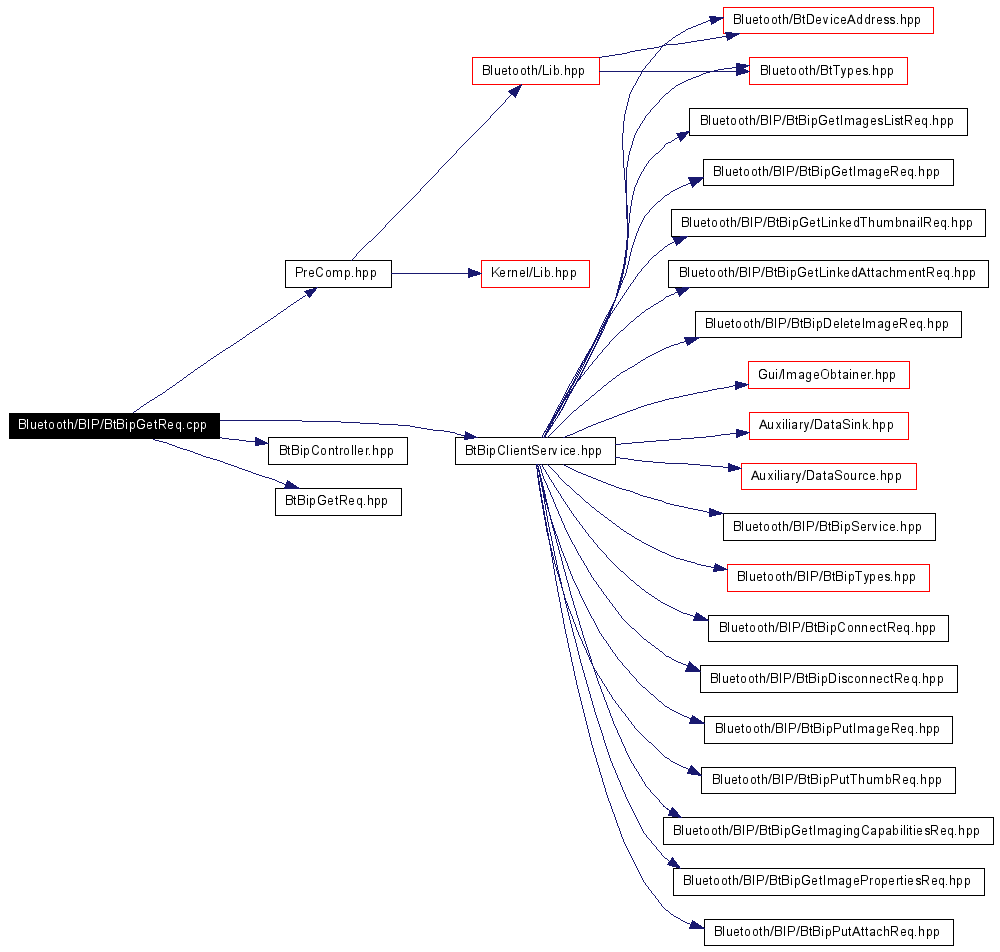 Bluetooth/BtDeviceAddress.hpp
Bluetooth/Lib.hpp
Bluetooth/BtTypes.hpp
Bluetooth/BIP/BtBipGetImagesListReq.hpp
Bluetooth/BIP/BtBipGetImageReq.hpp
Bluetooth/BIP/BtBipGetLinkedThumbnailReq.hpp
PreComp.hpp
Kernel/Lib.hpp
Bluetooth/BIP/BtBipGetLinkedAttachmentReq.hpp
Bluetooth/BIP/BtBipDeleteImageReq.hpp
Gui/ImageObtainer.hpp
Bluetooth/BIP/BtBipGetReq.cpp
Auxiliary/DataSink.hpp
BtBipController.hpp
BtBipClientService.hpp
Auxiliary/DataSource.hpp
BtBipGetReq.hpp
Bluetooth/BIP/BtBipService.hpp
Bluetooth/BIP/BtBipTypes.hpp
Bluetooth/BIP/BtBipConnectReq.hpp
Bluetooth/BIP/BtBipDisconnectReq.hpp
Bluetooth/BIP/BtBipPutImageReq.hpp
Bluetooth/BIP/BtBipPutThumbReq.hpp
Bluetooth/BIP/BtBipGetImagingCapabilitiesReq.hpp
Bluetooth/BIP/BtBipGetImagePropertiesReq.hpp
Bluetooth/BIP/BtBipPutAttachReq.hpp